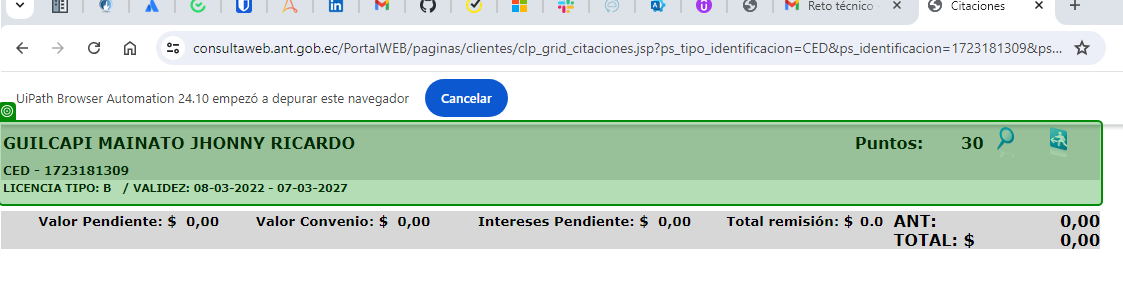 Reto técnico
Citaciones
consultaweb.ant.gob.ec/PortalWEB/paginas/clientes/clp_grid_citaciones.jsp?ps_tipo_identificacion=CED&ps_identificacion=1723181309&ps...
UiPath Browser Automation 24.10 empezó a depurar este navegador Cancelar
GUILCAPI MAINATO JHONNY RICARDO Puntos: 30
CED - 1723181309
LICENCIA TIPO: B / VALIDEZ: 08-03-2022 - 07-03-2027
Valor Pendiente: $ 0,00 Valor Convenio: $ 0,00 Intereses Pendiente: $ 0,00 Total remisión: $ 0.0 ANT: 0,00
TOTAL: $ 0,00